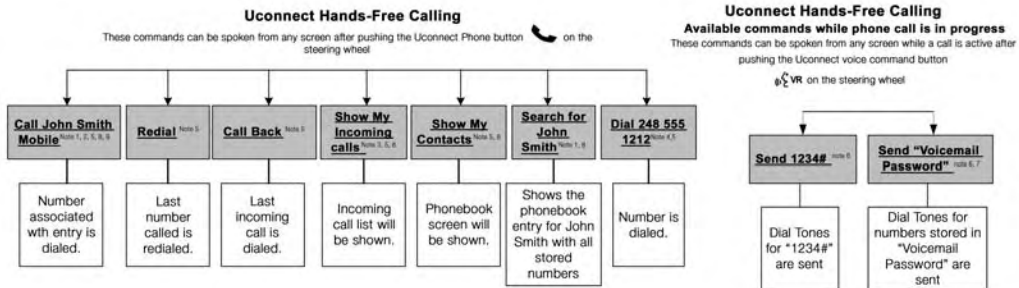 Uconnect Hands-Free Calling
These commands can be spoken from any screen after pushing the Uconnect Phone button on the
steering wheel
Call John Smith
Mobile Note 1, 2, 5, 8, 9
Number
associated
wth entry is
dialed.
Redial Note 5
Last
number
called is
redialed.
Call Back Note 5
Last
incoming
call is
dialed.
Show My
Incoming
calls Note 3, 5, 6
Incoming
call list will
be shown.
Show My
Contacts Note 5, 6
Phonebook
screen will
be shown.
Search for
John
Smith Note 1, 8
Shows the
phonebook
entry for John
Smith with all
stored
numbers
Dial 248 555
1212 Note 4,5
Number is
dialed.
Uconnect Hands-Free Calling
Available commands while phone call is in progress
These commands can be spoken from any screen while a call is active after
pushing the Uconnect voice command button
VR on the steering wheel
Send 1234# note 6
Dial Tones
for "1234#"
are sent
Send "Voicemail
Password" note 6, 7
Dial Tones for
numbers stored in
"Voicemail
Password" are
sent